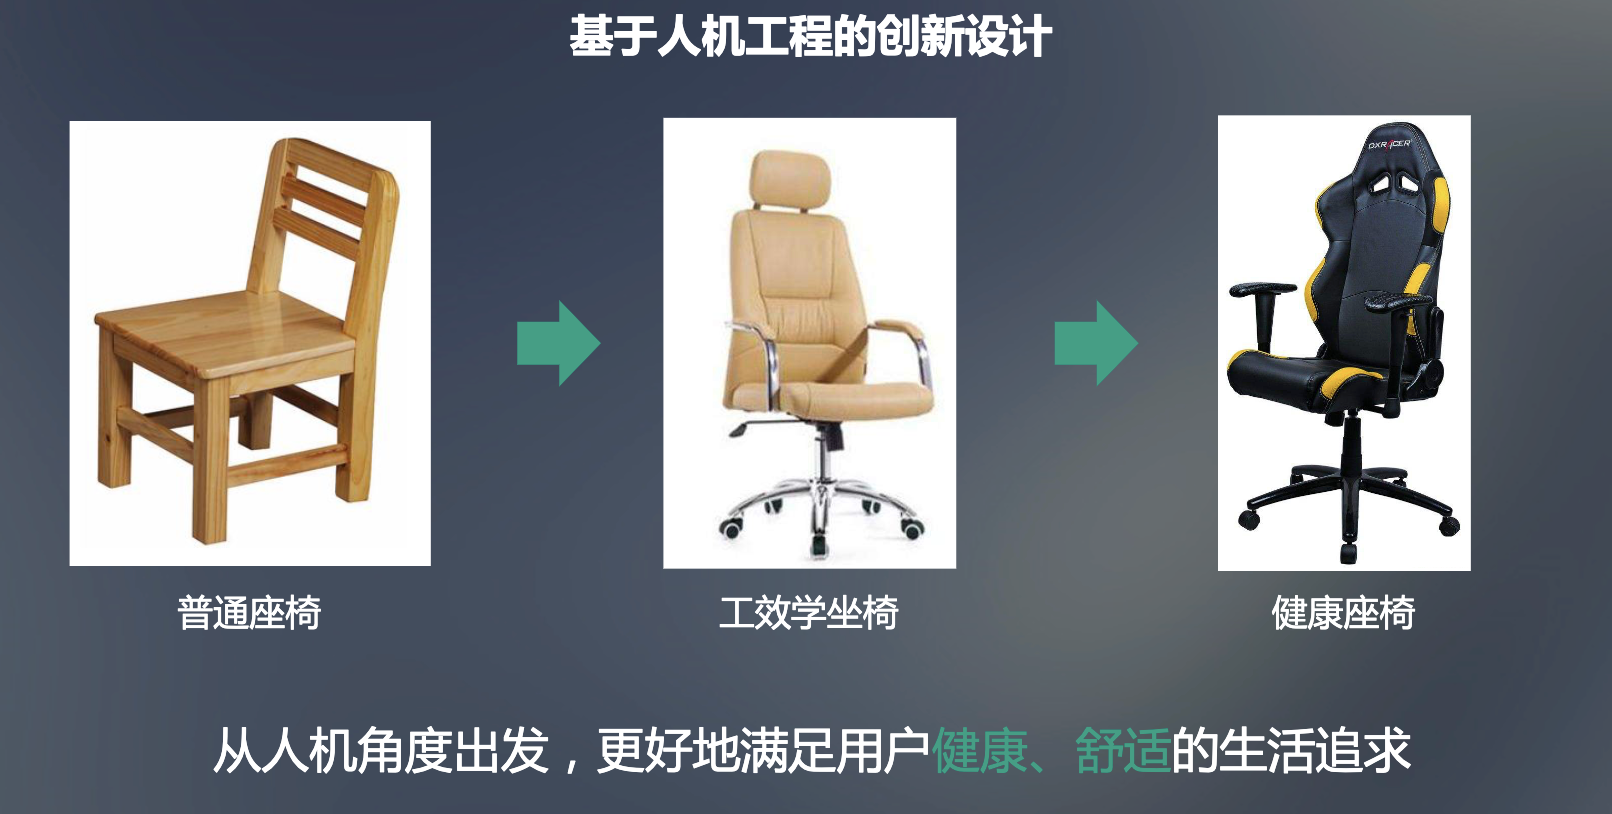 基于人机工程的创新设计
DXRACER
普通座椅
工效学坐椅
健康座椅
从人机角度出发，更好地满足用户健康、舒适的生活追求